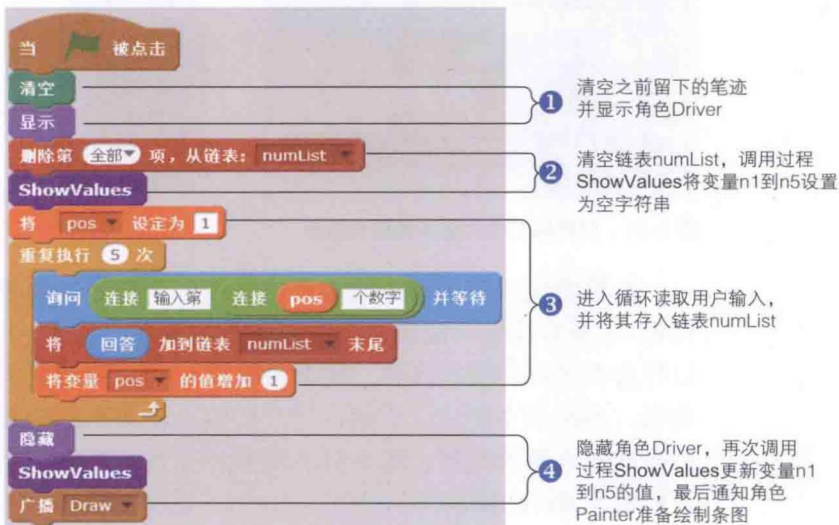 当 被点击
清空
显示
❶ 清空之前留下的笔迹
并显示角色Driver
删除第 全部 项，从链表: numList
ShowValues
❷ 清空链表numList，调用过程
ShowValues将变量n1到n5设置
为空字符串
将 pos 设定为 1
重复执行 5 次
询问 连接 输入第 连接 pos 个数字 并等待
将 回答 加到链表 numList 末尾
将变量 pos 的值增加 1
❸ 进入循环读取用户输入，
并将其存入链表numList
隐藏
ShowValues
广播 Draw
❹ 隐藏角色Driver，再次调用
过程ShowValues更新变量n1
到n5的值，最后通知角色
Painter准备绘制条图